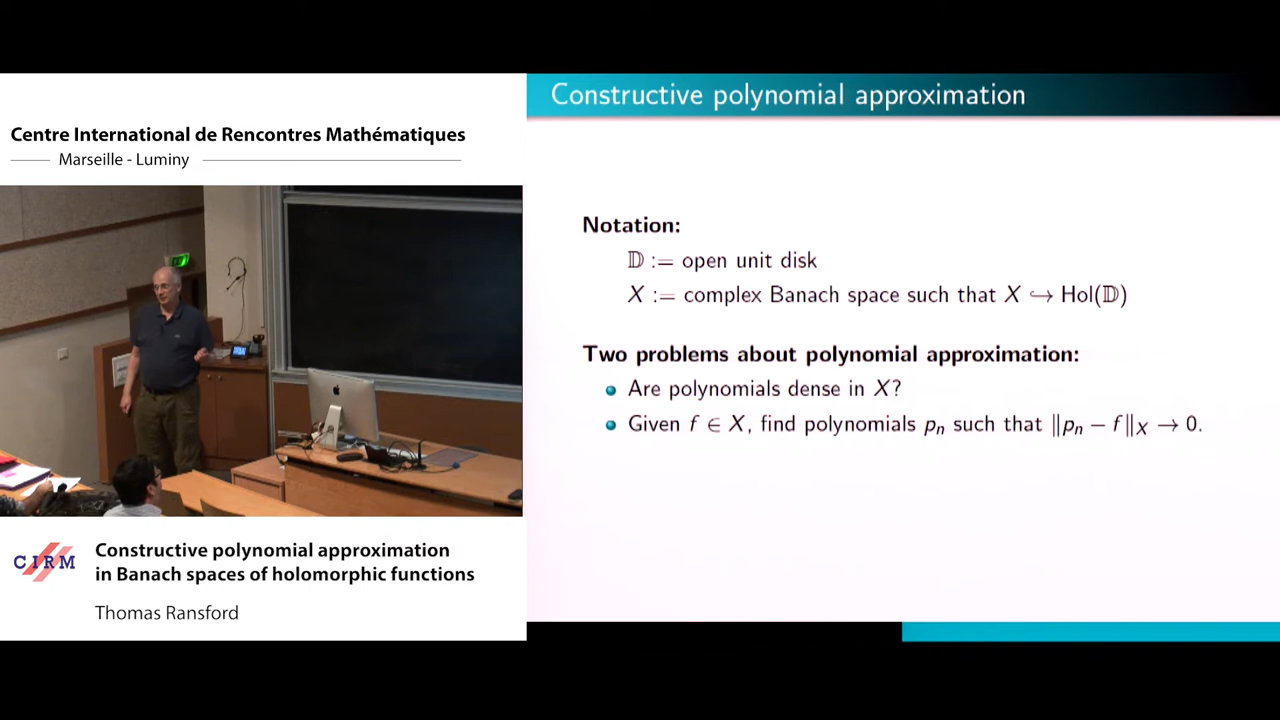 Centre International de Rencontres Mathématiques
Marseille - Luminy
CIRM
Constructive polynomial approximation
in Banach spaces of holomorphic functions
Thomas Ransford
Constructive polynomial approximation
Notation:
𝔻 := open unit disk
X := complex Banach space such that X ↪ Hol(𝔻)
Two problems about polynomial approximation:
Are polynomials dense in X?
Given f ∈ X, find polynomials pₙ such that ‖pₙ − f‖X → 0.